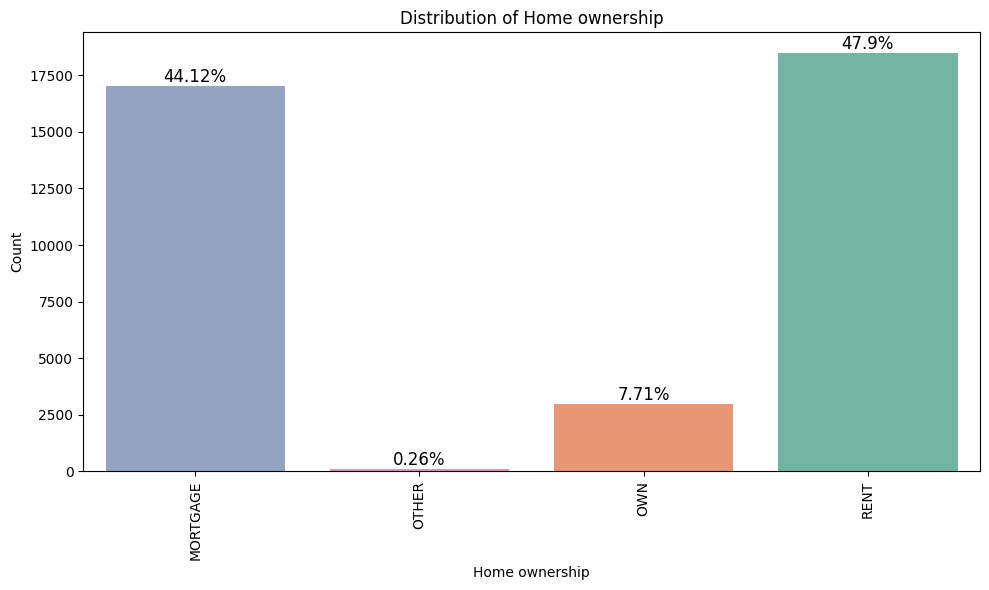 Distribution of Home ownership
47.9%
44.12%
7.71%
0.26%
17500
15000
12500
10000
7500
5000
2500
0
Count
MORTGAGE
OTHER
OWN
RENT
Home ownership